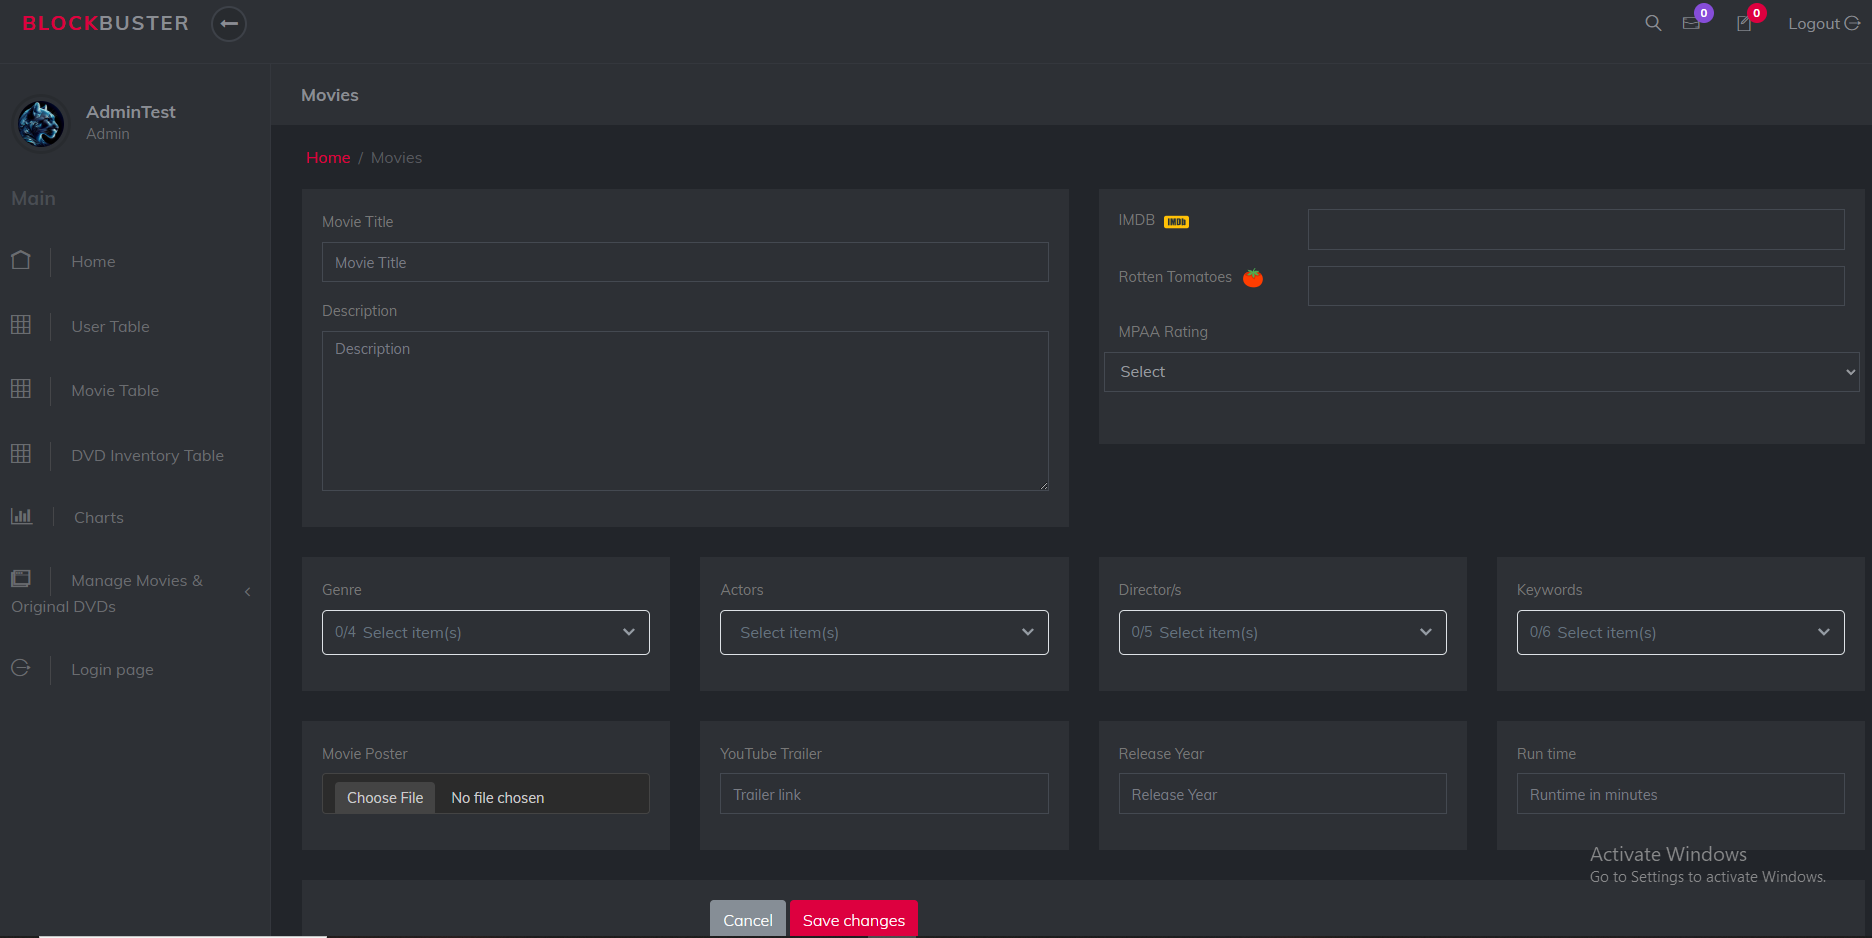 BLOCKBUSTER
0
0
Logout
AdminTest
Admin
Main
Home
User Table
Movie Table
DVD Inventory Table
Charts
Manage Movies &
Original DVDs
Login page
Movies
Home / Movies
Movie Title
Movie Title
Description
Description
IMDB IMDb
Rotten Tomatoes
MPAA Rating
Select
Genre
0/4 Select item(s)
Actors
Select item(s)
Director/s
0/5 Select item(s)
Keywords
0/6 Select item(s)
Movie Poster
Choose File No file chosen
YouTube Trailer
Trailer link
Release Year
Release Year
Run time
Runtime in minutes
Cancel Save changes
Activate Windows
Go to Settings to activate Windows.